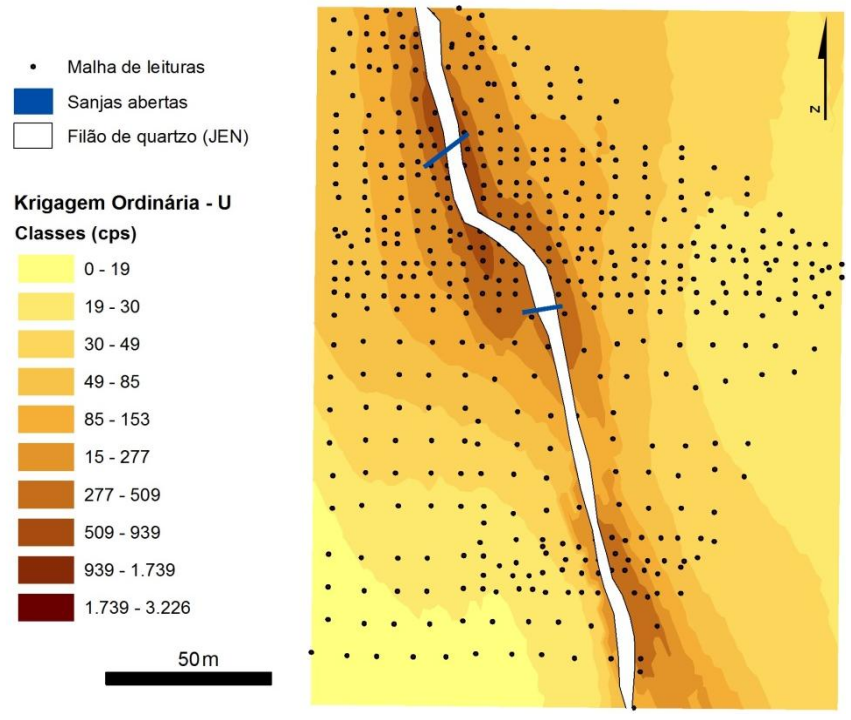 Malha de leituras
Sanjas abertas
Filão de quartzo (JEN)
Krigagem Ordinária - U
Classes (cps)
0 - 19
19 - 30
30 - 49
49 - 85
85 - 153
15 - 277
277 - 509
509 - 939
939 - 1.739
1.739 - 3.226
50 m
N